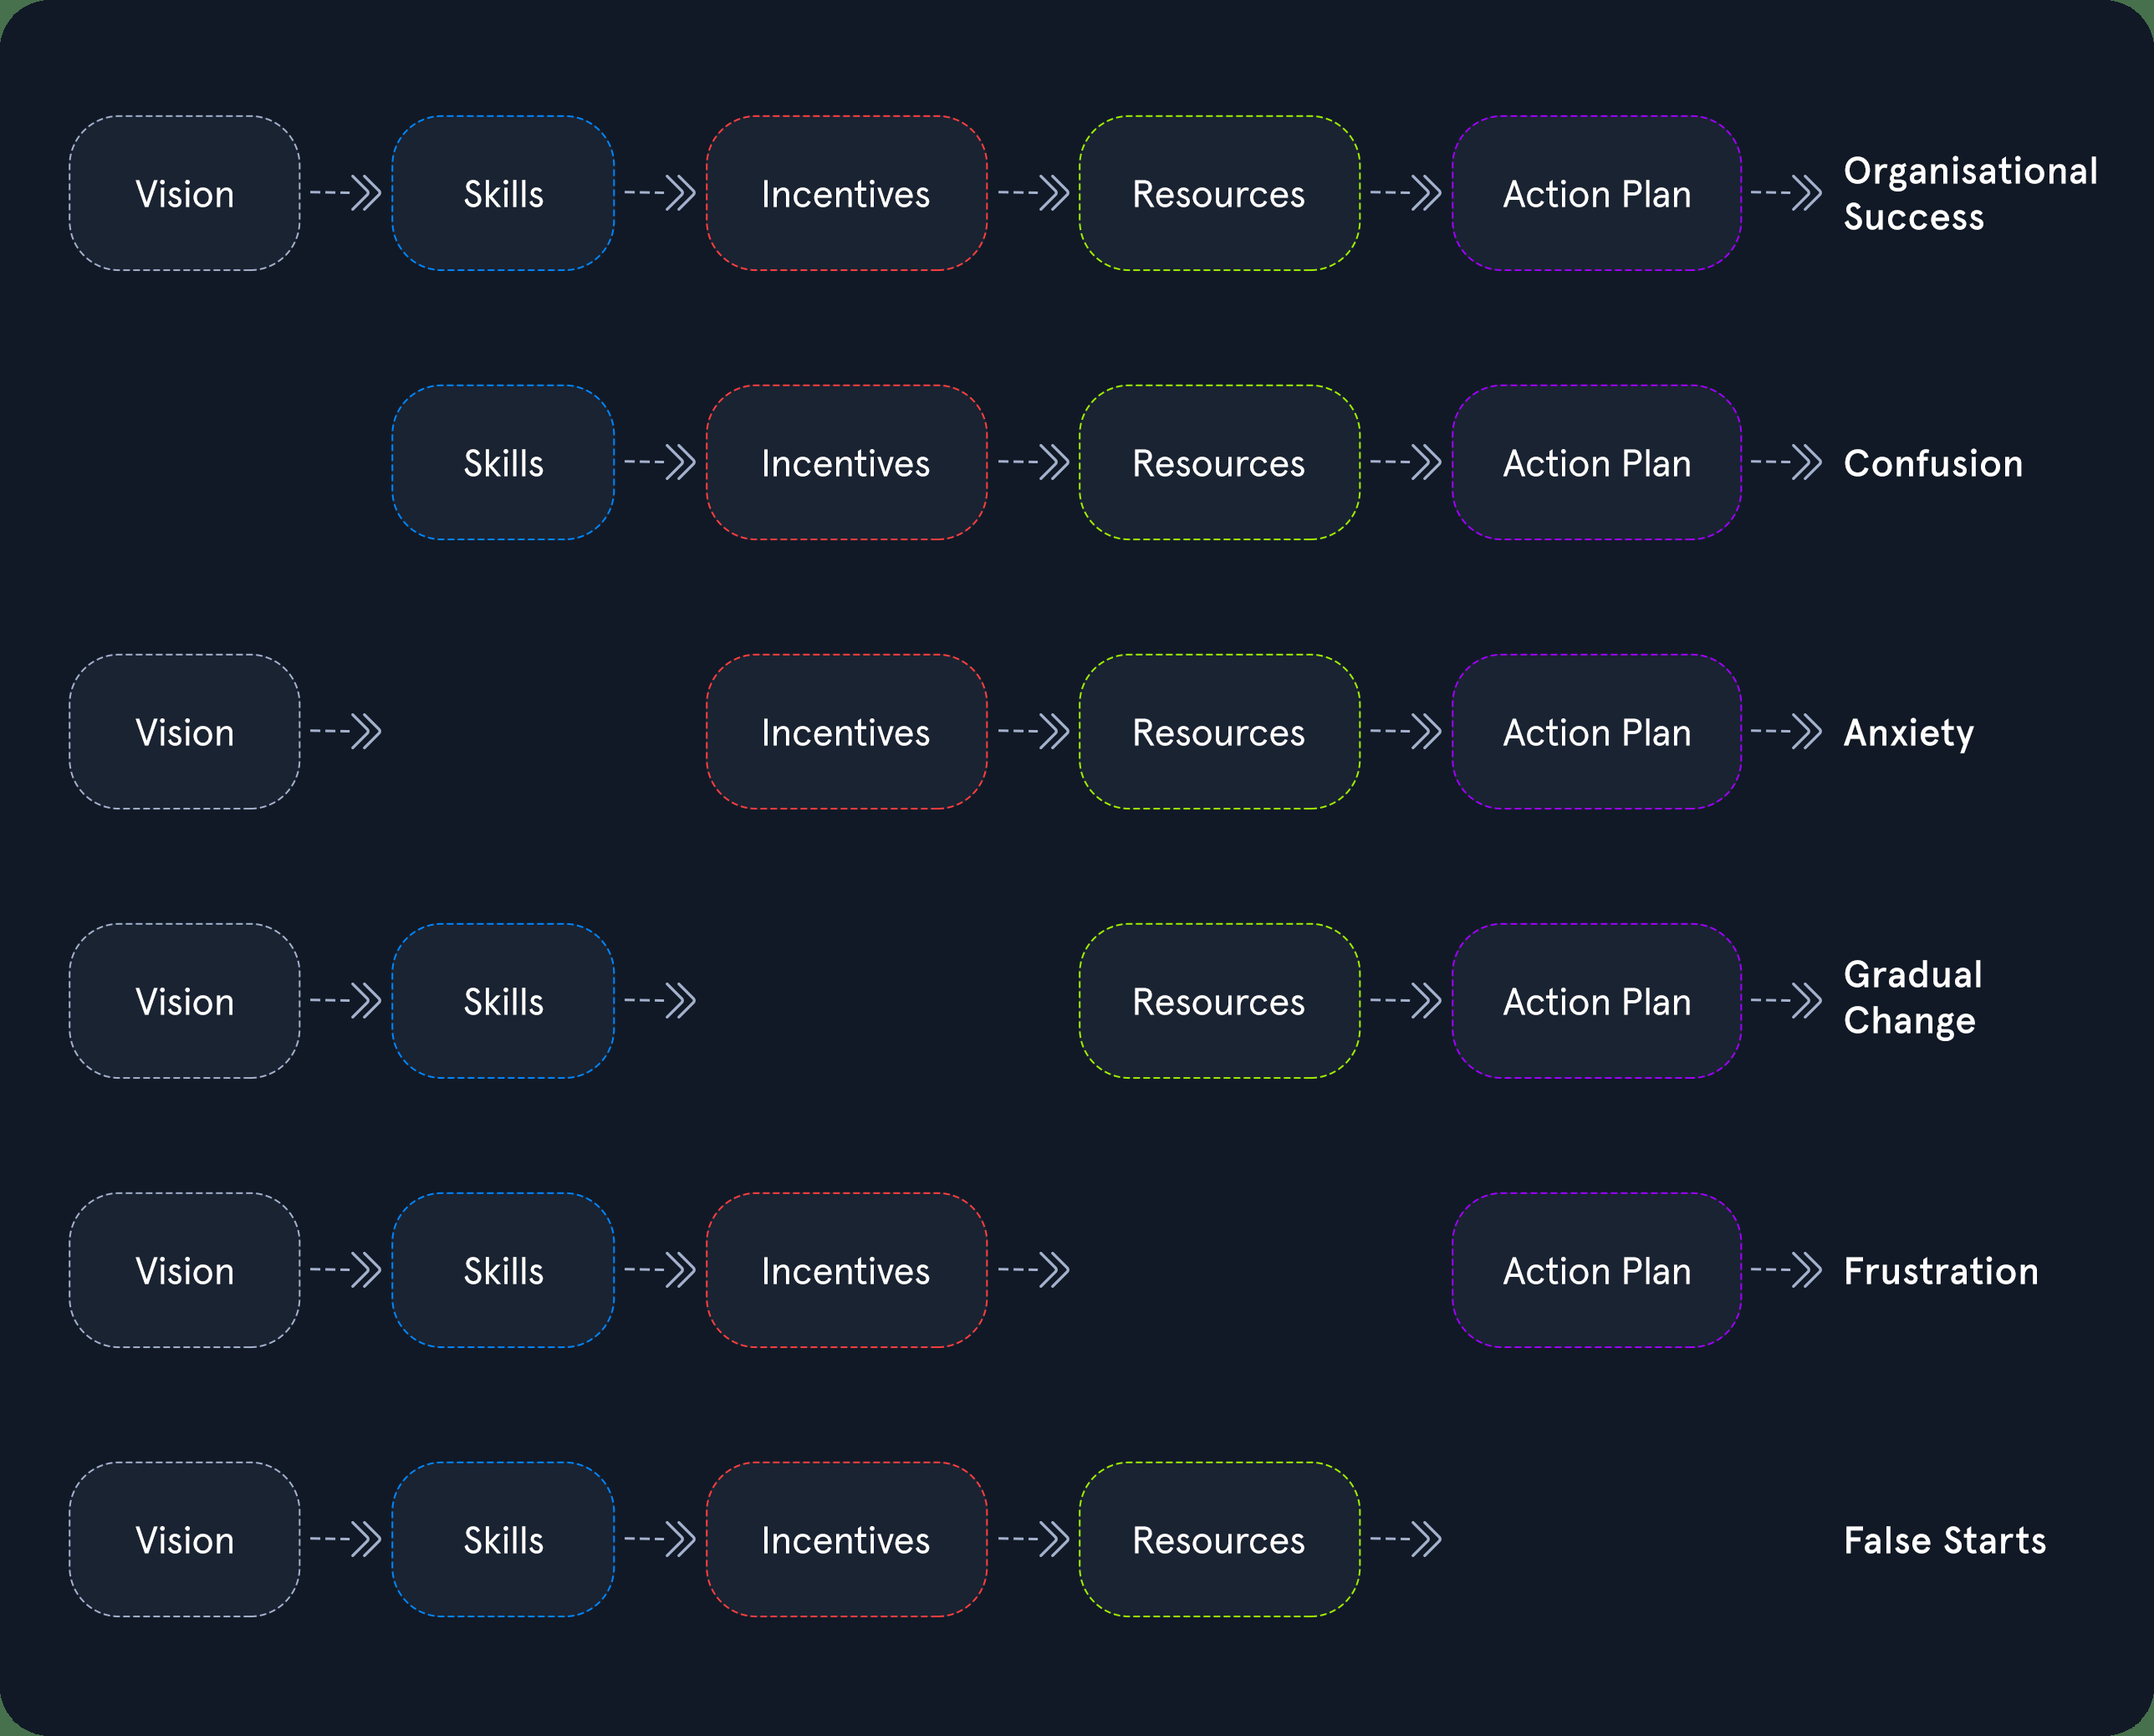 Vision
Skills
Incentives
Resources
Action Plan
Organisational
Success
Skills
Incentives
Resources
Action Plan
Confusion
Vision
Incentives
Resources
Action Plan
Anxiety
Vision
Skills
Resources
Action Plan
Gradual
Change
Vision
Skills
Incentives
Action Plan
Frustration
Vision
Skills
Incentives
Resources
False Starts